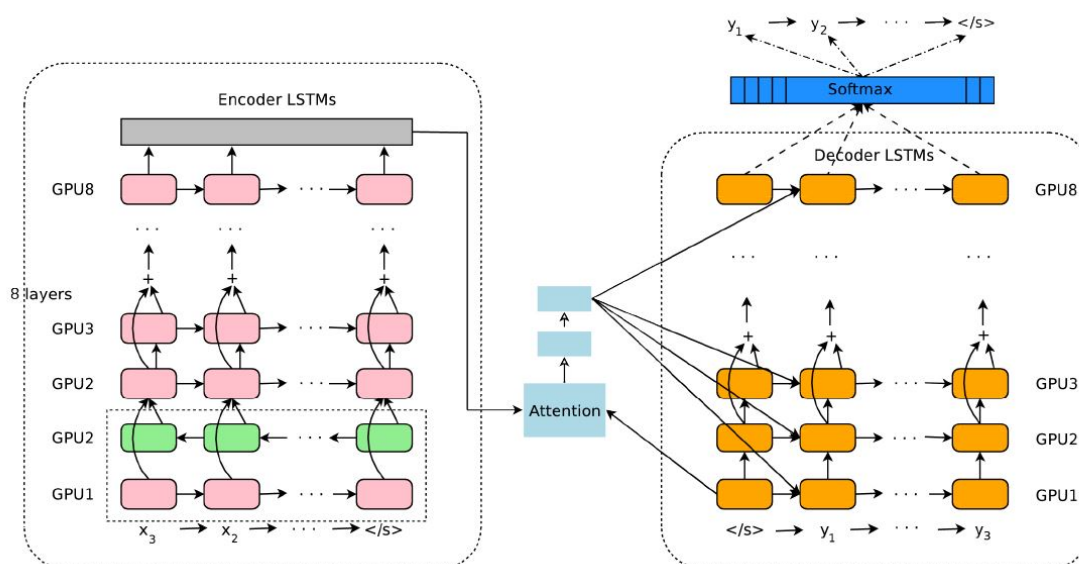 y1 y2 · · · </s>
Softmax
Encoder LSTMs
Decoder LSTMs
GPU8 · · · GPU8
· · · · · ·
+ + +
8 layers
+ + +
GPU3 · · · GPU3
GPU2 · · ·
Attention
GPU2 · · · GPU2
GPU1 · · · GPU1
x3 x2 · · · </s>
</s> y1 · · · y3